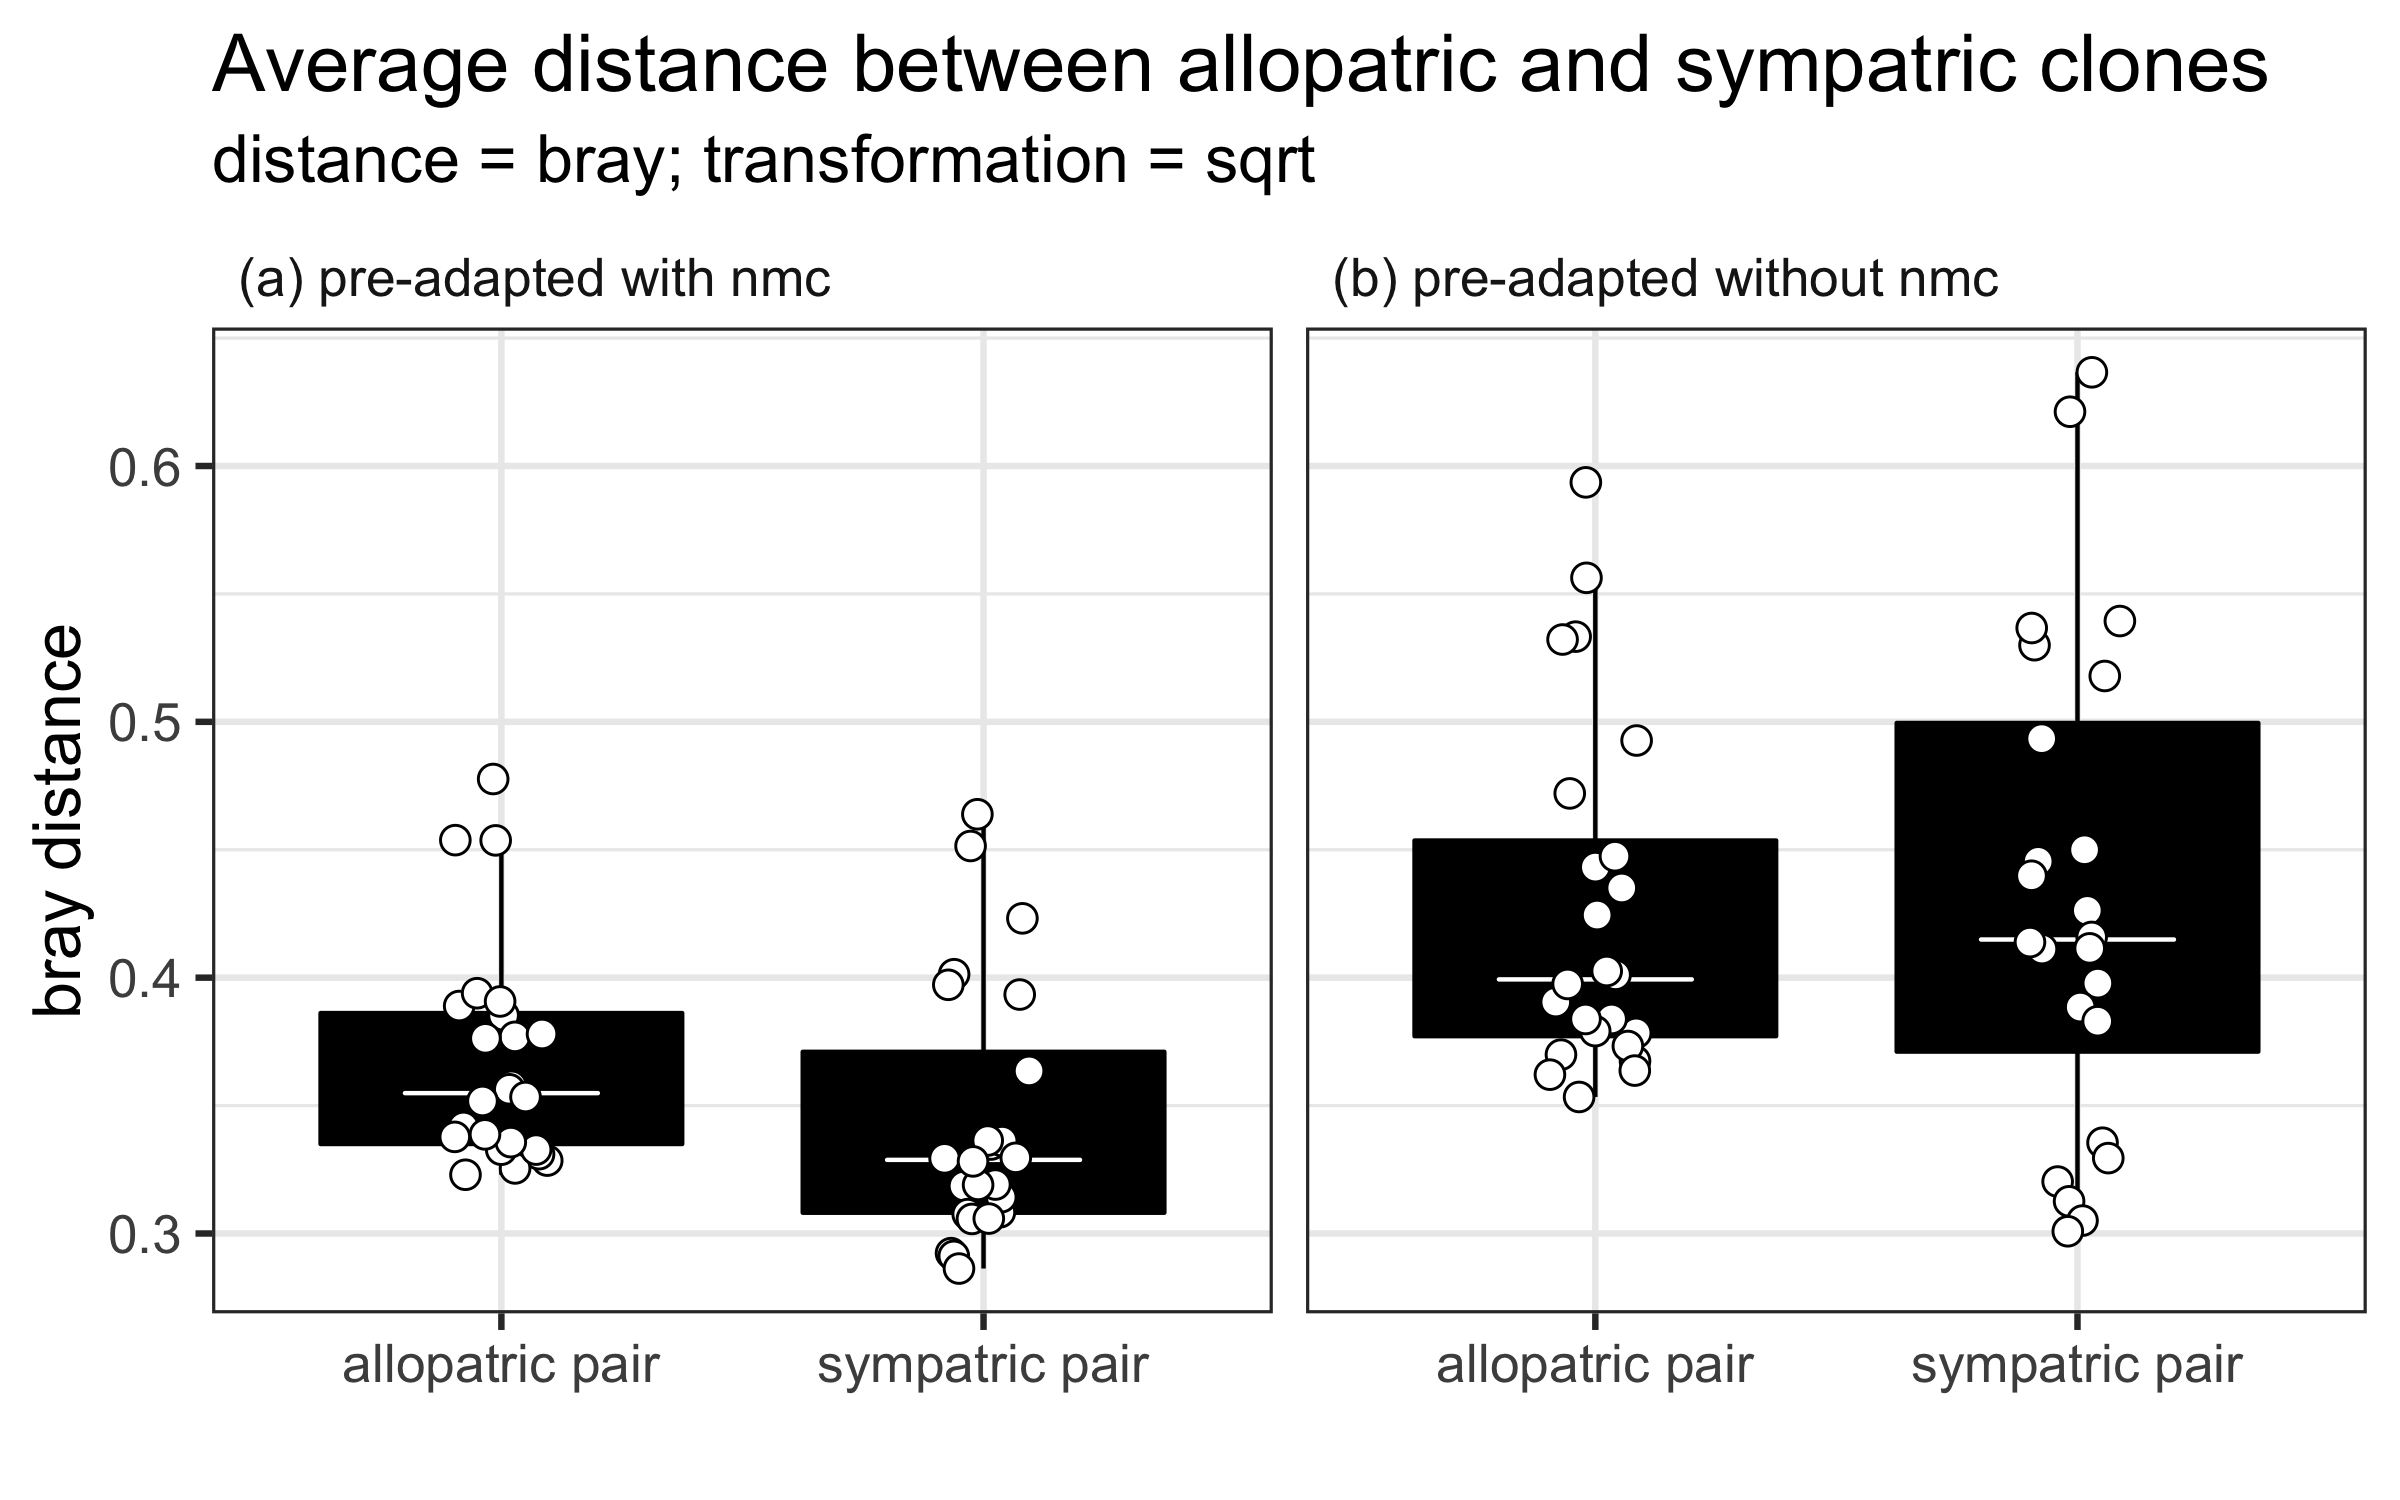 Average distance between allopatric and sympatric clones
distance = bray; transformation = sqrt
(a) pre-adapted with nmc
(b) pre-adapted without nmc
bray distance
0.6
0.5
0.4
0.3
allopatric pair
sympatric pair
allopatric pair
sympatric pair